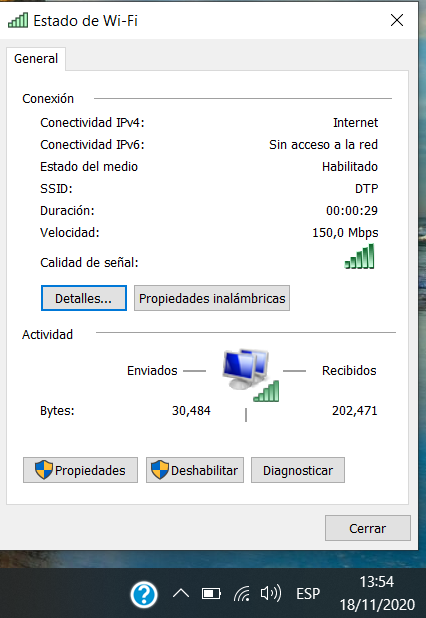 Estado de Wi-Fi
General
Conexión
Conectividad IPv4: Internet
Conectividad IPv6: Sin acceso a la red
Estado del medio Habilitado
SSID: DTP
Duración: 00:00:29
Velocidad: 150,0 Mbps
Calidad de señal:
Detalles... Propiedades inalámbricas
Actividad
Enviados Recibidos
Bytes: 30,484 202,471
Propiedades Deshabilitar Diagnosticar
Cerrar
ESP 13:54
18/11/2020